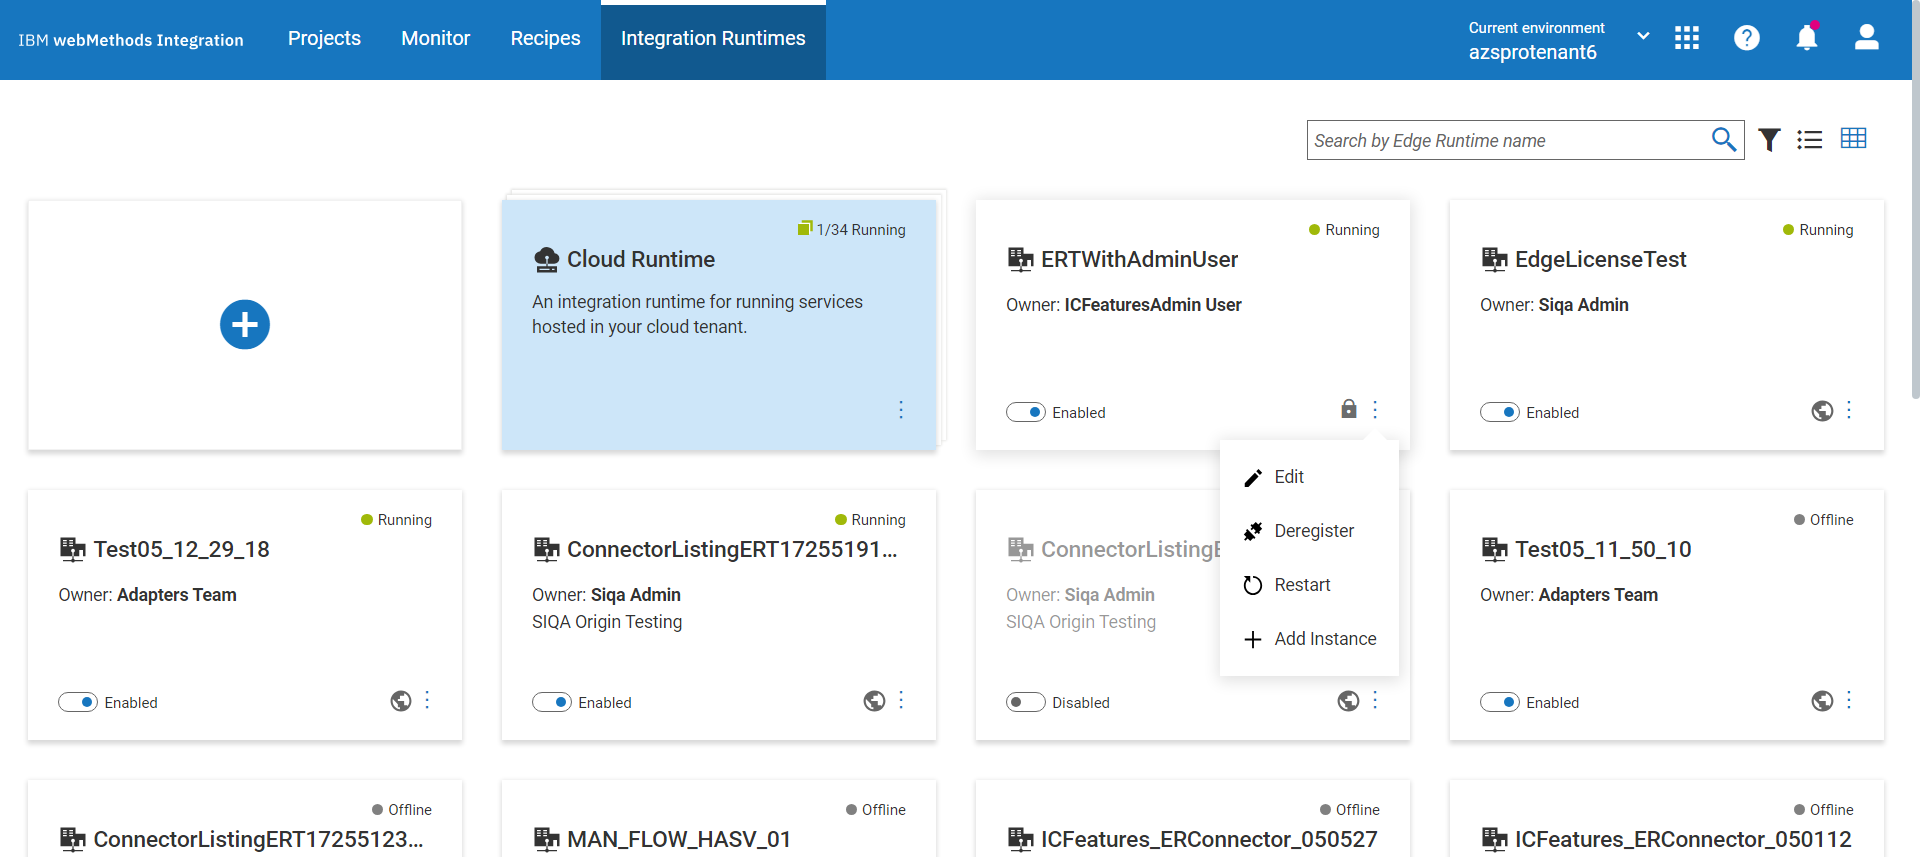 IBM webMethods Integration
Projects
Monitor
Recipes
Integration Runtimes
Current environment
azsprotenant6
Search by Edge Runtime name
1/34 Running
Cloud Runtime
An integration runtime for running services
hosted in your cloud tenant.
Running
ERTWithAdminUser
Owner: ICFeaturesAdmin User
Enabled
Running
EdgeLicenseTest
Owner: Siqa Admin
Enabled
Edit
Deregister
Restart
Add Instance
Running
Test05_12_29_18
Owner: Adapters Team
Enabled
Running
ConnectorListingERT17255191...
Owner: Siqa Admin
SIQA Origin Testing
Enabled
ConnectorListingE
Owner: Siqa Admin
SIQA Origin Testing
Disabled
Offline
Test05_11_50_10
Owner: Adapters Team
Enabled
Offline
ConnectorListingERT17255123...
Offline
MAN_FLOW_HASV_01
Offline
ICFeatures_ERConnector_050527
Offline
ICFeatures_ERConnector_050112